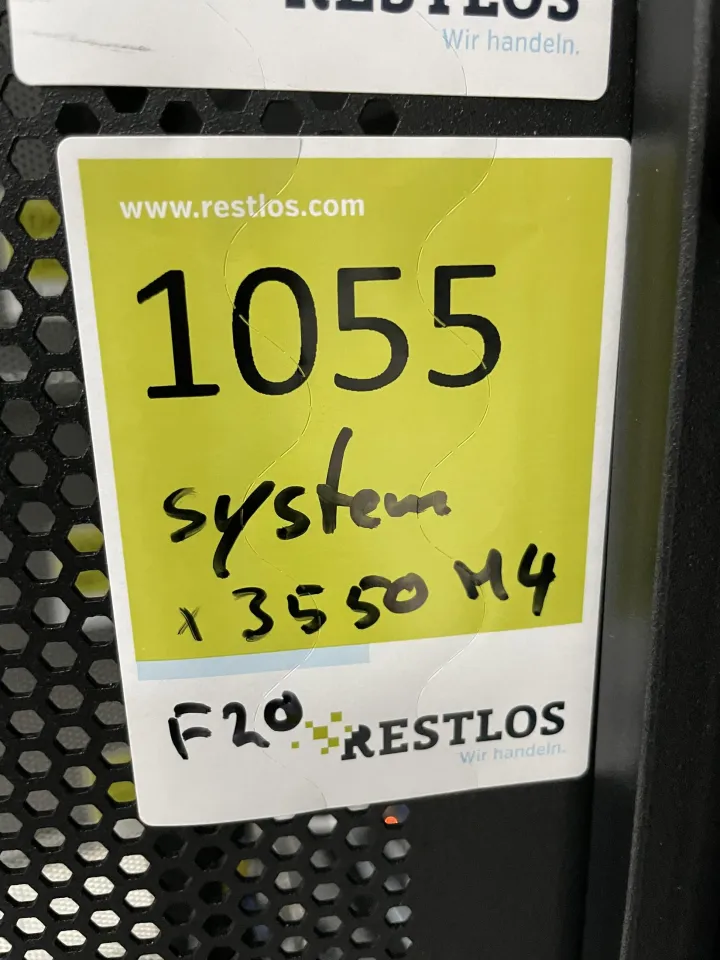 RESTLOS
Wir handeln.
www.restlos.com
1055
system
x 3550 M4
F20
RESTLOS
Wir handeln.